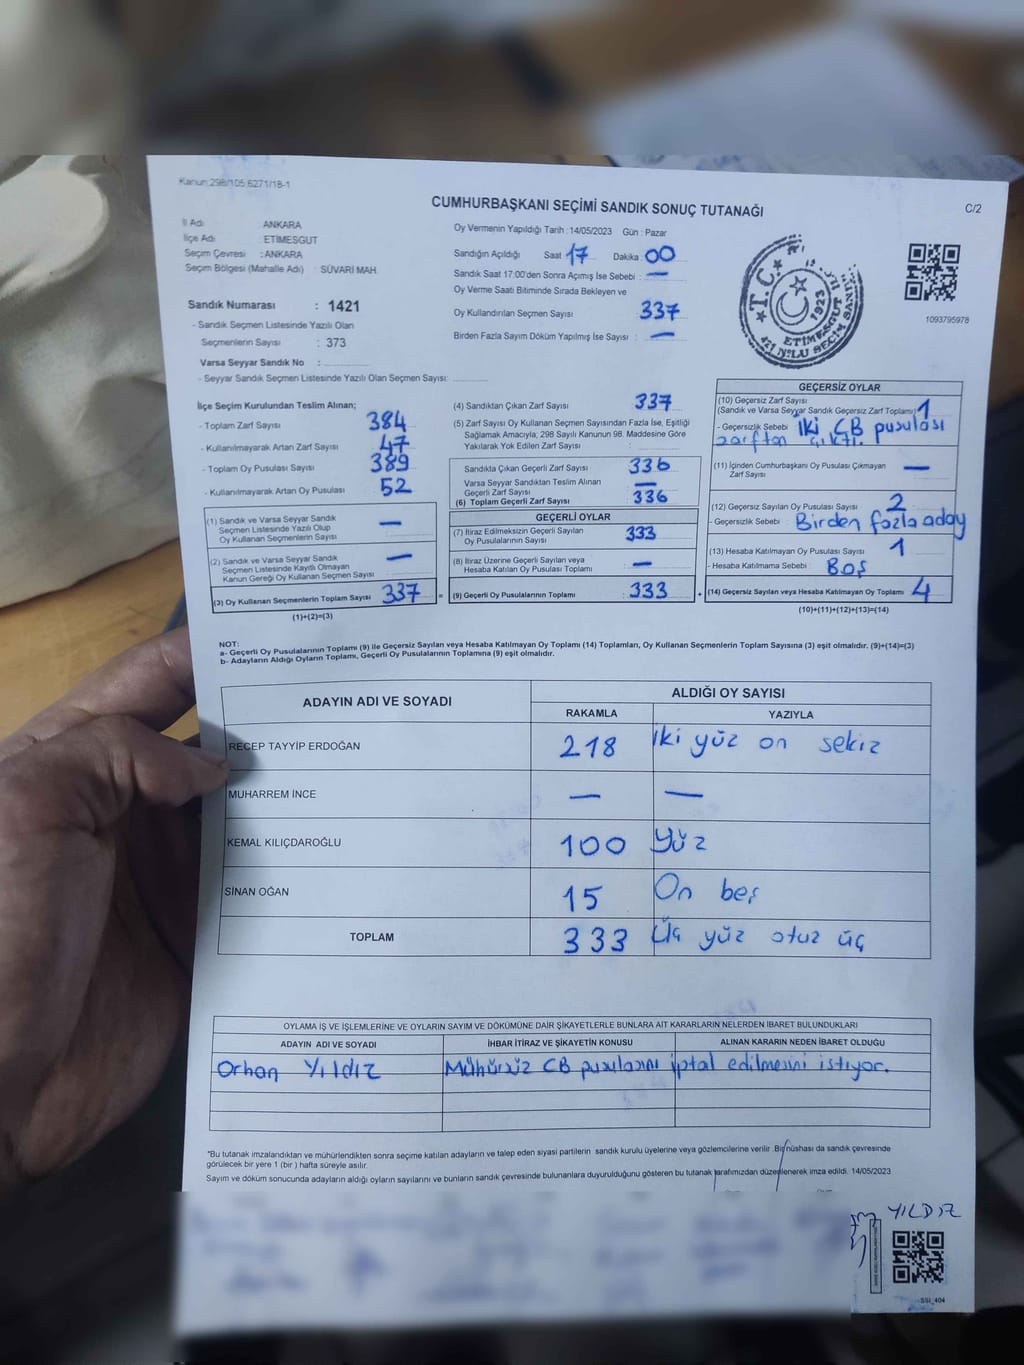 Kanun:298/105,6271/18-1
CUMHURBAŞKANI SEÇİMİ SANDIK SONUÇ TUTANAĞI
C/2
İl Adı : ANKARA
İlçe Adı : ETİMESGUT
Seçim Çevresi : ANKARA
Seçim Bölgesi (Mahalle Adı) : SÜVARİ MAH.
Sandık Numarası : 1421
- Sandık Seçmen Listesinde Yazılı Olan
Seçmenlerin Sayısı : 373
Varsa Seyyar Sandık No :
- Seyyar Sandık Seçmen Listesinde Yazılı Olan Seçmen Sayısı:
Oy Vermenin Yapıldığı Tarih : 14/05/2023 Gün : Pazar
Sandığın Açıldığı Saat 17 Dakika 00
Sandık Saat 17:00'den Sonra Açımış İse Sebebi : —
Oy Verme Saati Bitiminde Sırada Bekleyen ve
Oy Kullandırılan Seçmen Sayısı 337
Birden Fazla Sayım Döküm Yapılmış İse Sayısı : —
T.C.
1923
ETİMESGUT
421 NOLU SEÇİM SANDIK
1093795978
İlçe Seçim Kurulundan Teslim Alınan;
- Toplam Zarf Sayısı 384
- Kullanılmayarak Artan Zarf Sayısı 47
- Toplam Oy Pusulası Sayısı 389
- Kullanılmayarak Artan Oy Pusulası 52
(1) Sandık ve Varsa Seyyar Sandık
Seçmen Listesinde Yazılı Olup
Oy Kullanan Seçmenlerin Sayısı —
(2) Sandık ve Varsa Seyyar Sandık
Seçmen Listesinde Kayıtlı Olmayan
Kanun Gereği Oy Kullanan Seçmen Sayısı —
(3) Oy Kullanan Seçmenlerin Toplam Sayısı 337 =
(1)+(2)=(3)
(4) Sandıktan Çıkan Zarf Sayısı 337
(5) Zarf Sayısı Oy Kullanan Seçmen Sayısından Fazla İse, Eşitliği
Sağlamak Amacıyla; 298 Sayılı Kanunun 98. Maddesine Göre
Yakılarak Yok Edilen Zarf Sayısı :
Sandıkta Çıkan Geçerli Zarf Sayısı 336
Varsa Seyyar Sandıktan Teslim Alınan
Geçerli Zarf Sayısı —
(6) Toplam Geçerli Zarf Sayısı 336
GEÇERLİ OYLAR
(7) İtiraz Edilmeksizin Geçerli Sayılan
Oy Pusulalarının Sayısı 333
(8) İtiraz Üzerine Geçerli Sayılan veya
Hesaba Katılan Oy Pusulası Toplamı : —
(9) Geçerli Oy Pusulalarının Toplamı : 333 +
GEÇERSİZ OYLAR
(10) Geçersiz Zarf Sayısı
(Sandık ve Varsa Seyyar Sandık Geçersiz Zarf Toplamı) 1
- Geçersizlik Sebebi : İki CB pusulası
zarftan çıktı.
(11) İçinden Cumhurbaşkanı Oy Pusulası Çıkmayan
Zarf Sayısı —
(12) Geçersiz Sayılan Oy Pusulası Sayısı 2
- Geçersizlik Sebebi : Birden fazla aday
(13) Hesaba Katılmayan Oy Pusulası Sayısı 1
- Hesaba Katılmama Sebebi : Boş
(14) Geçersiz Sayılan veya Hesaba Katılmayan Oy Toplamı 4
(10)+(11)+(12)+(13)=(14)
NOT:
a- Geçerli Oy Pusulalarının Toplamı (9) ile Geçersiz Sayılan veya Hesaba Katılmayan Oy Toplamı (14) Toplamları, Oy Kullanan Seçmenlerin Toplam Sayısına (3) eşit olmalıdır. (9)+(14)=(3)
b- Adayların Aldığı Oyların Toplamı, Geçerli Oy Pusulalarının Toplamına (9) eşit olmalıdır.
ADAYIN ADI VE SOYADI
ALDIĞI OY SAYISI
RAKAMLA YAZIYLA
RECEP TAYYİP ERDOĞAN 218 İki yüz on sekiz
MUHARREM İNCE — —
KEMAL KILIÇDAROĞLU 100 Yüz
SİNAN OĞAN 15 On beş
TOPLAM 333 Üç yüz otuz üç
OYLAMA İŞ VE İŞLEMLERİNE VE OYLARIN SAYIM VE DÖKÜMÜNE DAİR ŞİKAYETLERLE BUNLARA AİT KARARLARIN NELERDEN İBARET BULUNDUKLARI
ADAYIN ADI VE SOYADI İHBAR İTİRAZ VE ŞİKAYETİN KONUSU ALINAN KARARIN NEDEN İBARET OLDUĞU
Orhan Yıldız Mühürsüz CB pusulasını iptal edilmesini istiyor.
*Bu tutanak imzalandıktan ve mühürlendikten sonra seçime katılan adayların ve talep eden siyasi partilerin sandık kurulu üyelerine veya gözlemcilerine verilir. Bir nüshası da sandık çevresinde
görülecek bir yere 1 (bir ) hafta süreyle asılır.
Sayım ve döküm sonucunda adayların aldığı oyların sayılarını ve bunların sandık çevresinde bulunanlara duyurulduğunu gösteren bu tutanak tarafımızdan düzenlenerek imza edildi. 14/05/2023
YILDIZ
SSI_404